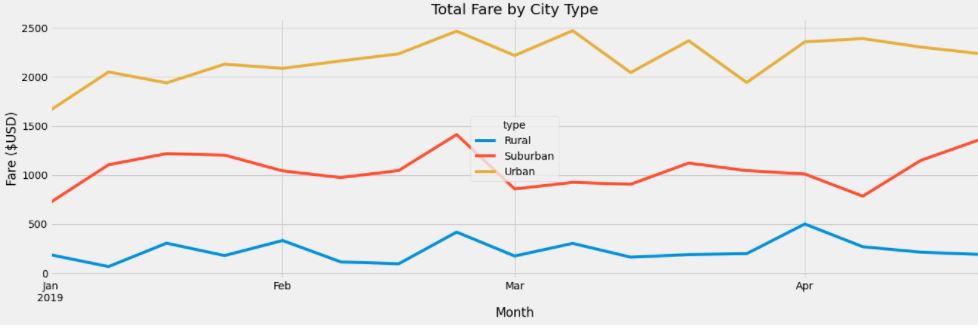 Total Fare by City Type
2500
2000
1500
1000
500
0
Fare ($USD)
type
Rural
Suburban
Urban
Jan
2019
Feb
Mar
Apr
Month